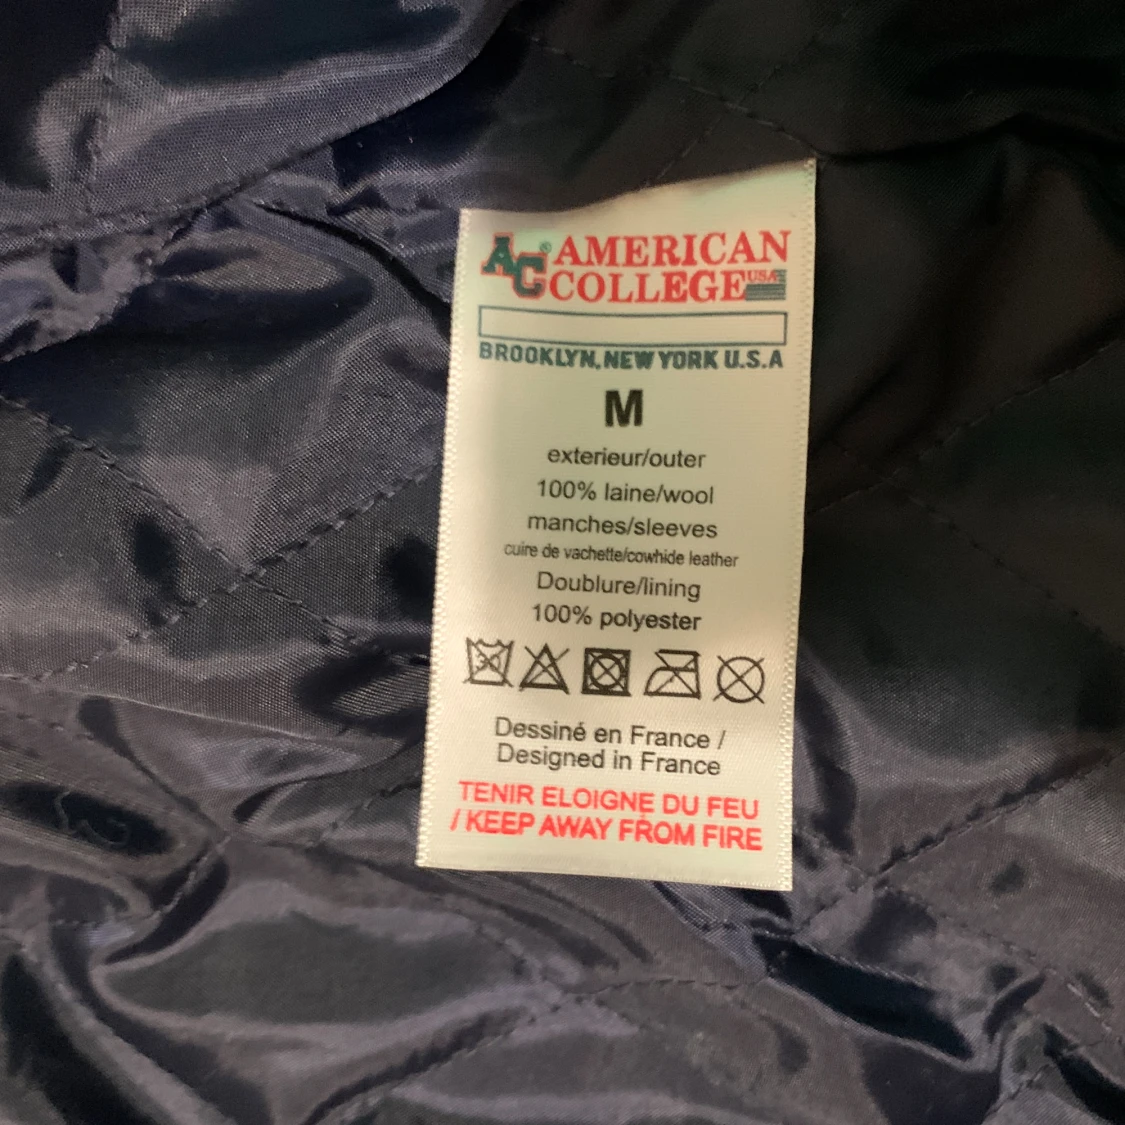 AC® AMERICAN
COLLEGE USA
BROOKLYN, NEW YORK U.S.A
M
exterieur/outer
100% laine/wool
manches/sleeves
cuire de vachette/cowhide leather
Doublure/lining
100% polyester
Dessiné en France /
Designed in France
TENIR ELOIGNE DU FEU
/ KEEP AWAY FROM FIRE